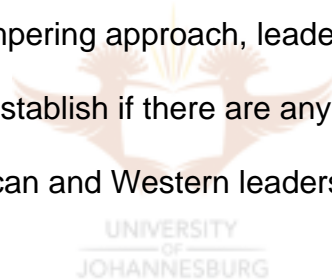 mpering approach, leade
stablish if there are any
can and Western leaders
UNIVERSITY
OF
JOHANNESBURG